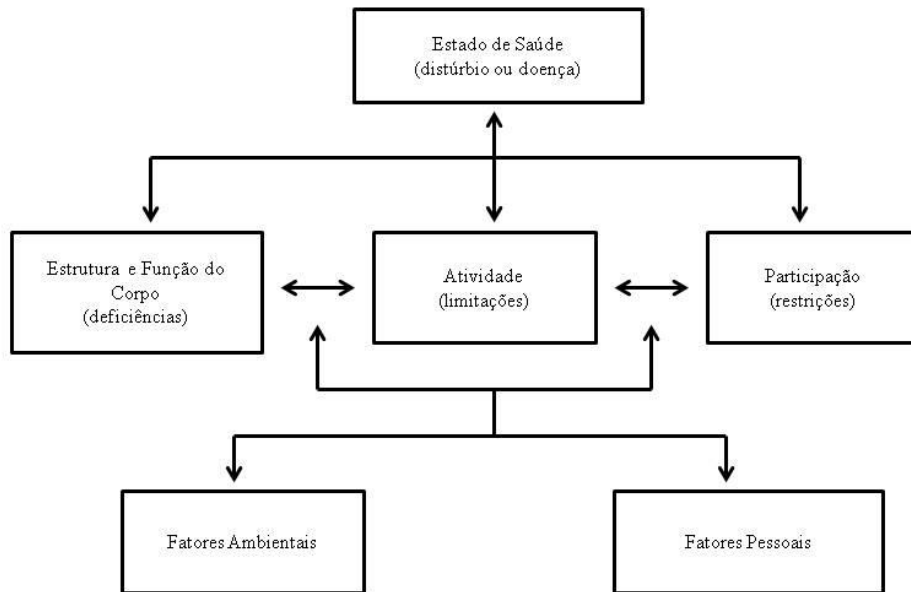 Estado de Saúde
(distúrbio ou doença)
Estrutura e Função do
Corpo
(deficiências)
Atividade
(limitações)
Participação
(restrições)
Fatores Ambientais
Fatores Pessoais